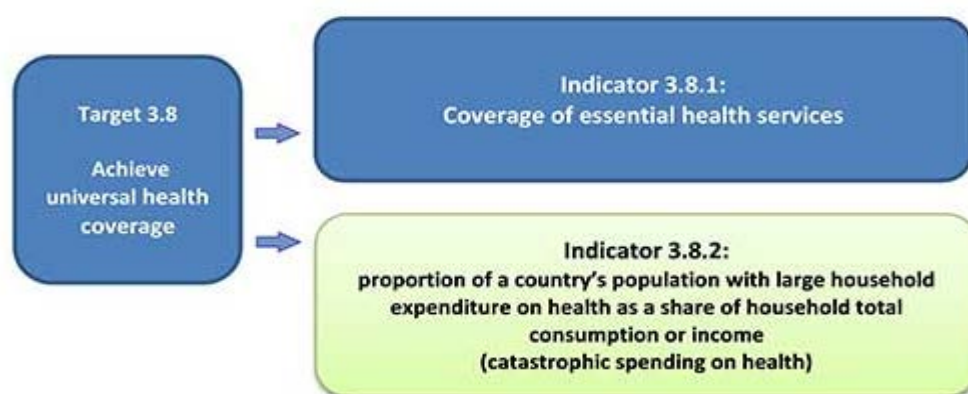 Target 3.8
Achieve
universal health
coverage
Indicator 3.8.1:
Coverage of essential health services
Indicator 3.8.2:
proportion of a country's population with large household
expenditure on health as a share of household total
consumption or income
(catastrophic spending on health)